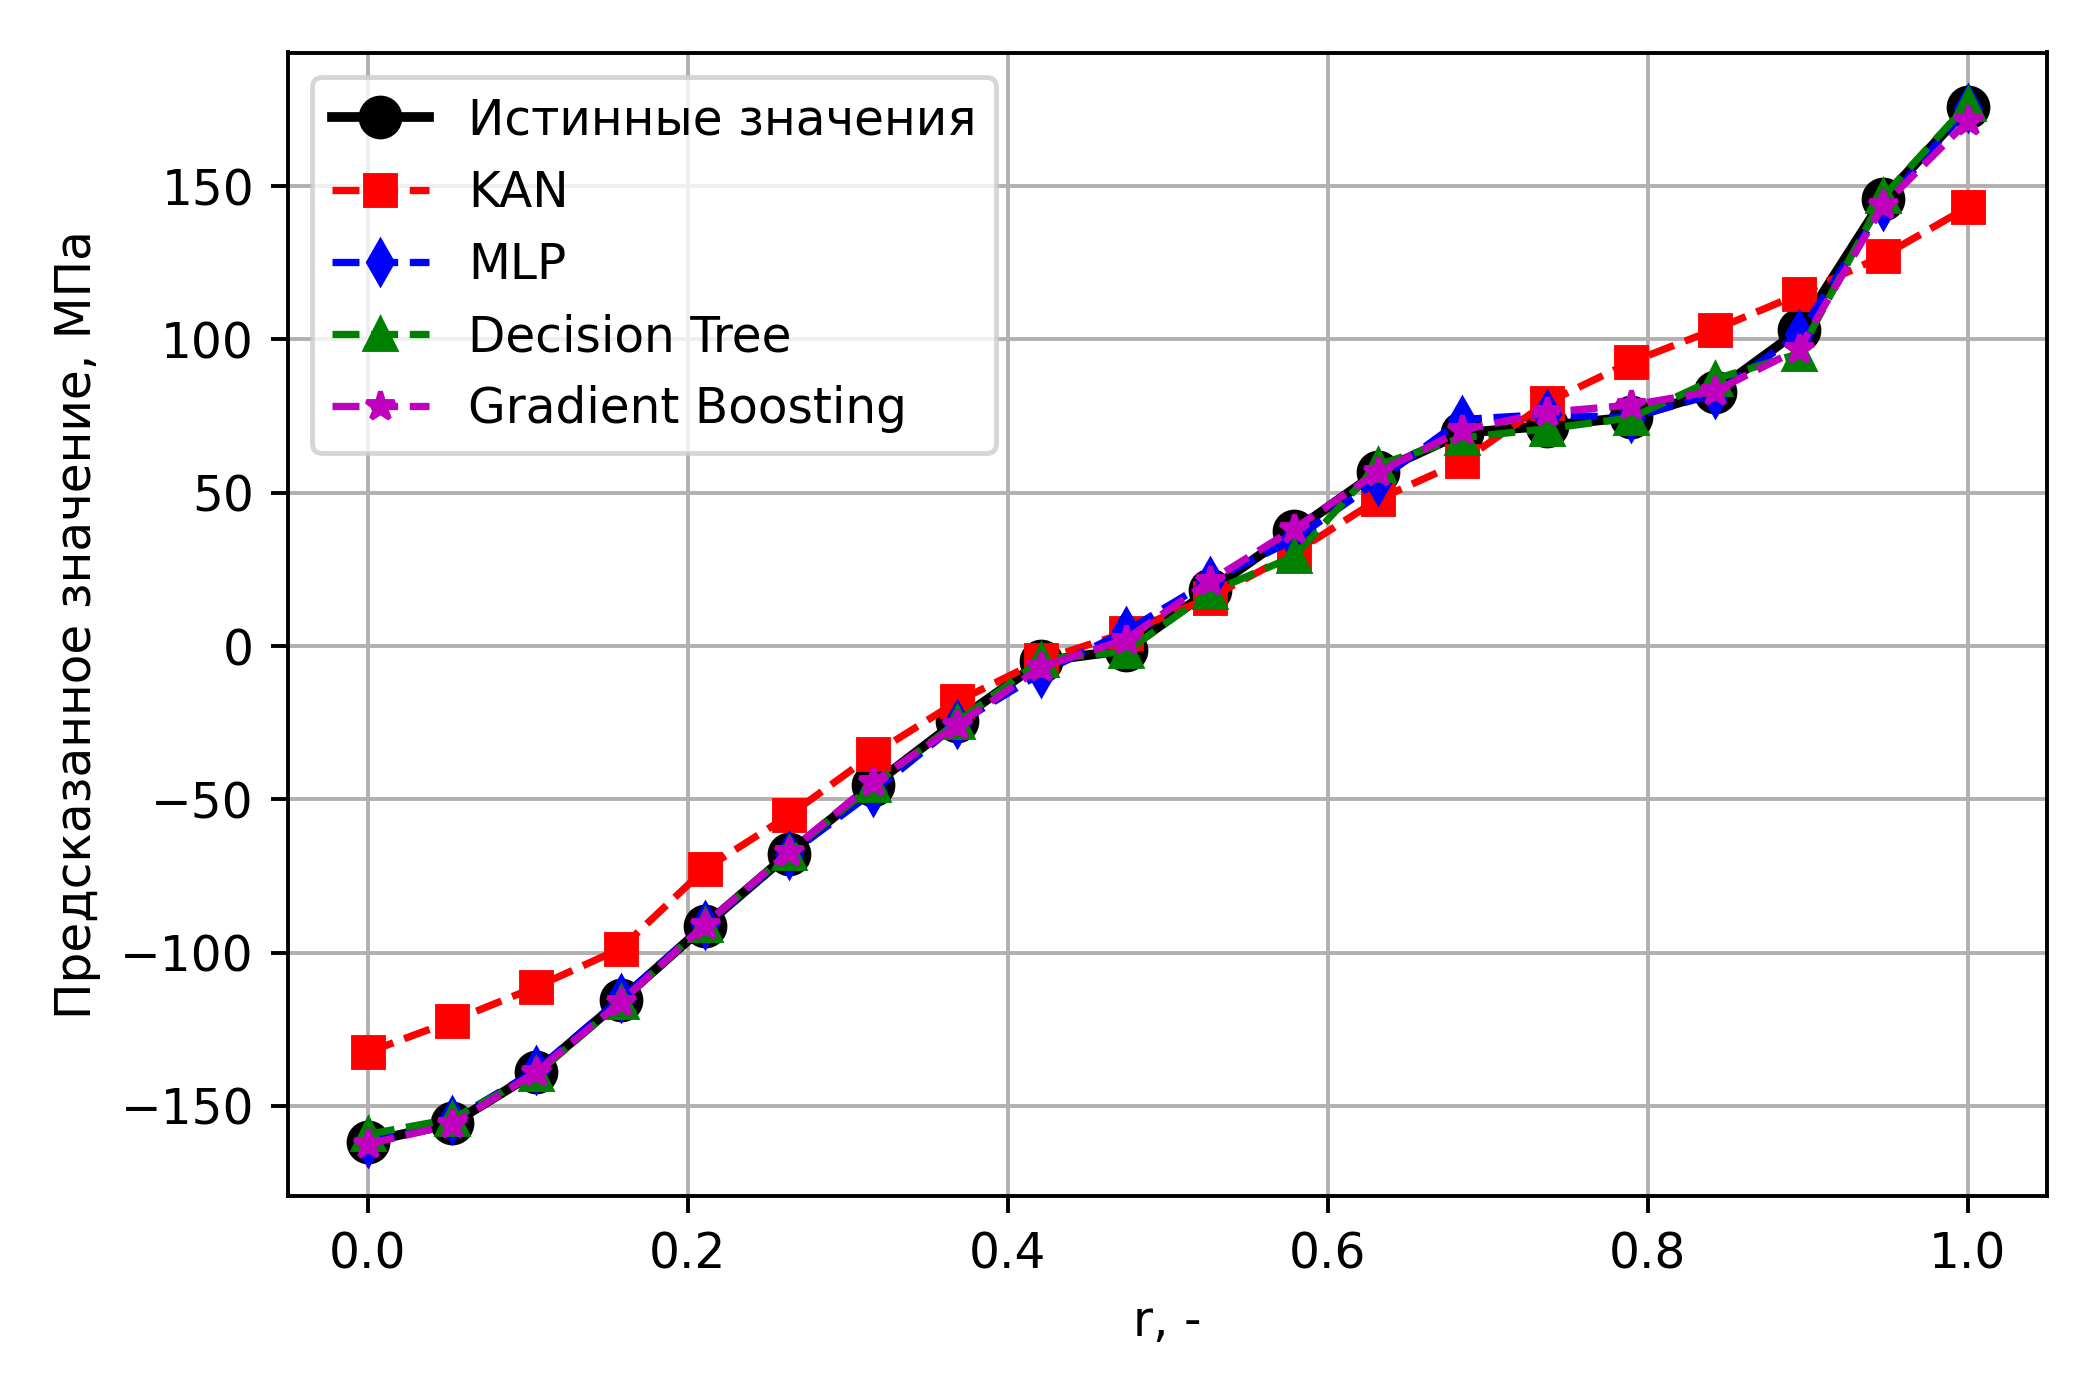 Истинные значения
KAN
MLP
Decision Tree
Gradient Boosting
Предсказанное значение, МПа
150
100
50
0
−50
−100
−150
0.0 0.2 0.4 0.6 0.8 1.0
r, -